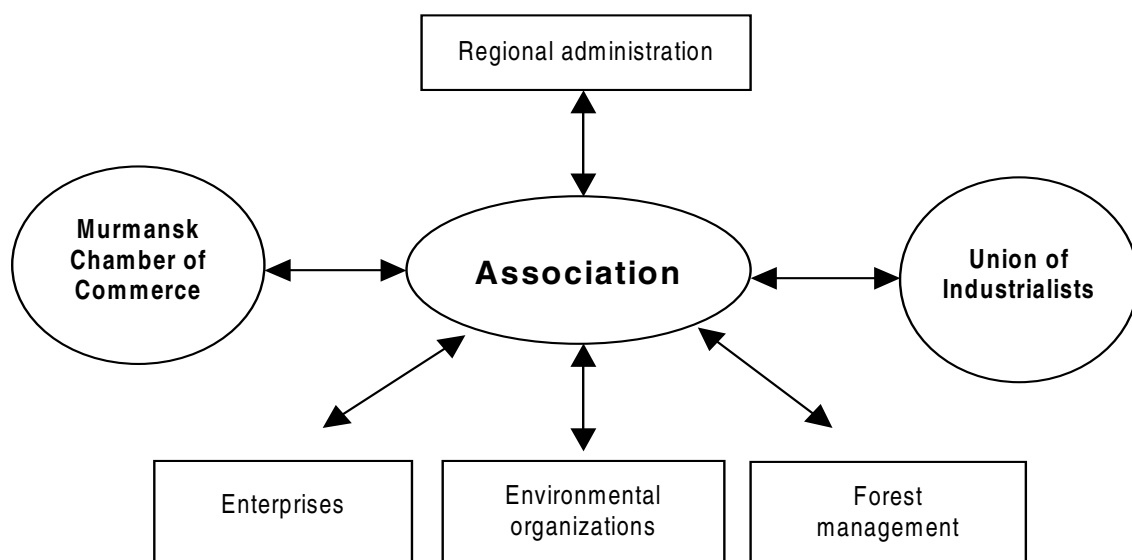 Regional administration
Murmansk
Chamber of
Commerce
Association
Union of
Industrialists
Enterprises
Environmental
organizations
Forest
management